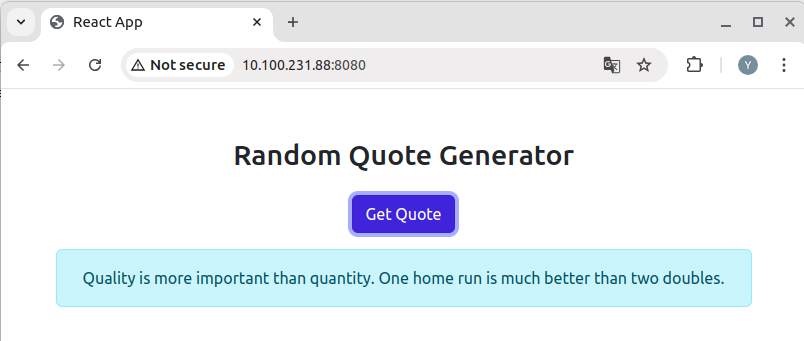 React App
Not secure 10.100.231.88:8080
Y
Random Quote Generator
Get Quote
Quality is more important than quantity. One home run is much better than two doubles.